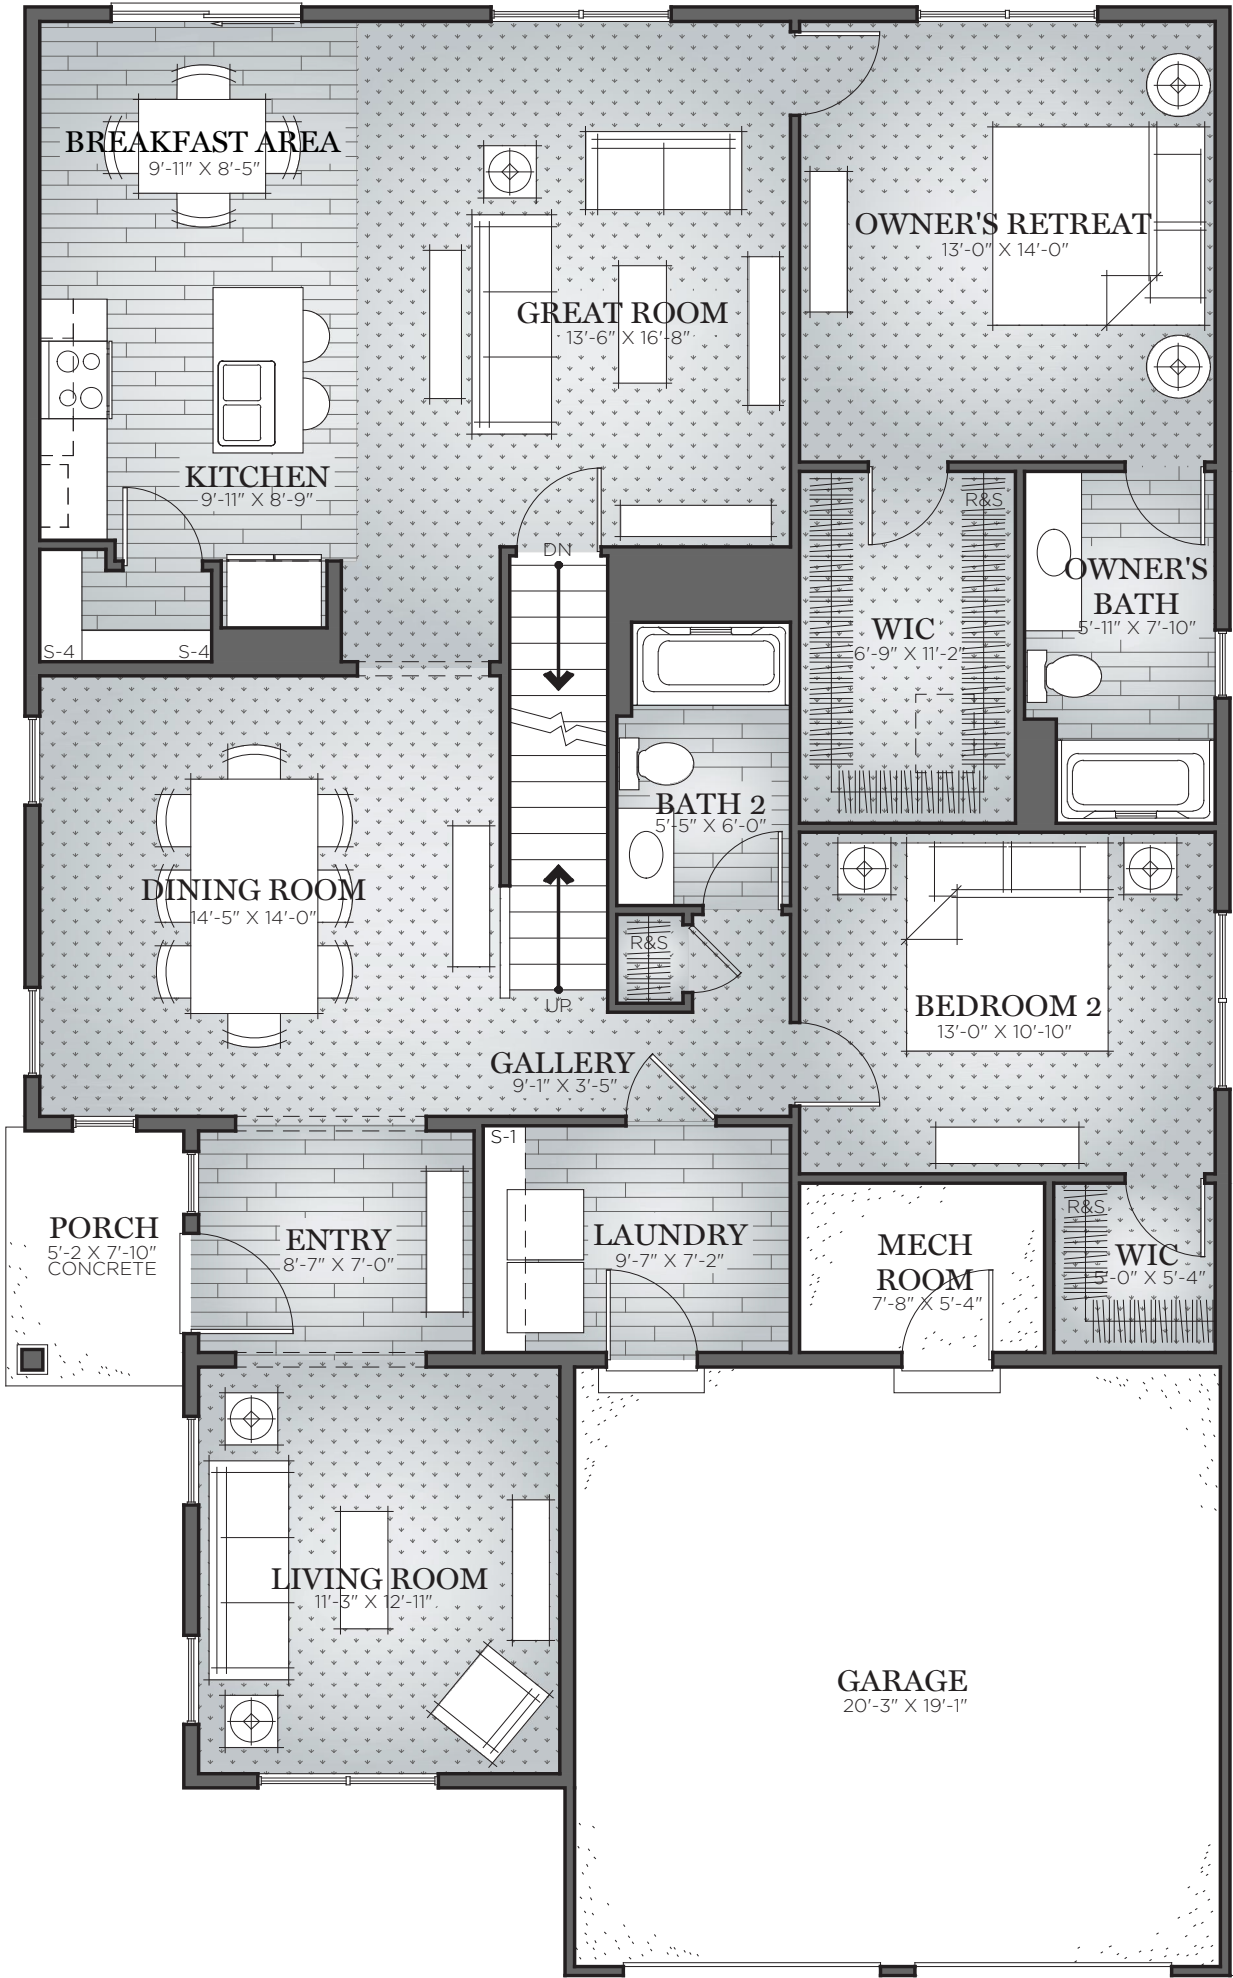 BREAKFAST AREA
9'-11" X 8'-5"
OWNER'S RETREAT
13'-0" X 14'-0"
GREAT ROOM
13'-6" X 16'-8"
KITCHEN
9'-11" X 8'-9"
R&S
DN
OWNER'S
BATH
5'-11" X 7'-10"
WIC
6'-9" X 11'-2"
S-4
S-4
BATH 2
5'-5" X 6'-0"
DINING ROOM
14'-5" X 14'-0"
R&S
UP
BEDROOM 2
13'-0" X 10'-10"
GALLERY
9'-1" X 3'-5"
S-1
PORCH
5'-2 X 7'-10"
CONCRETE
ENTRY
8'-7" X 7'-0"
LAUNDRY
9'-7" X 7'-2"
MECH
ROOM
7'-8" X 5'-4"
R&S
WIC
5'-0" X 5'-4"
LIVING ROOM
11'-3" X 12'-11"
GARAGE
20'-3" X 19'-1"